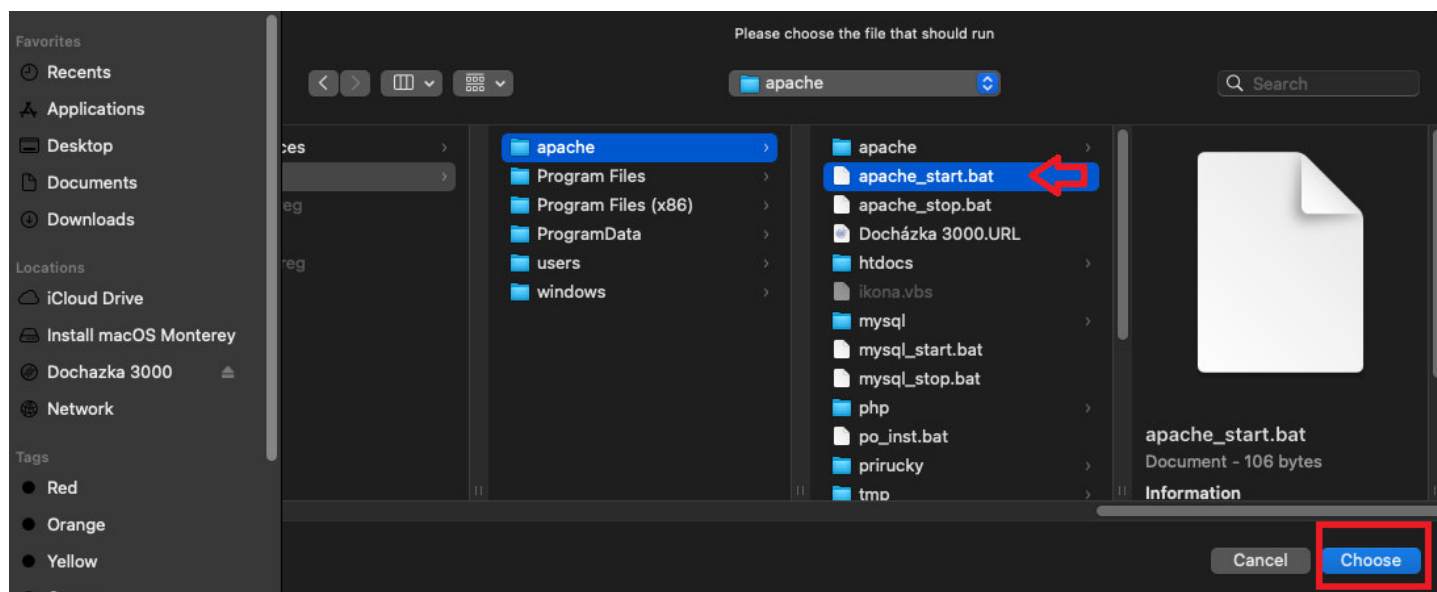 Please choose the file that should run
Favorites
Recents
Applications
Desktop
Documents
Downloads
Locations
iCloud Drive
Install macOS Monterey
Dochazka 3000
Network
Tags
Red
Orange
Yellow
apache
Search
ces
eg
reg
apache
Program Files
Program Files (x86)
ProgramData
users
windows
apache
apache_start.bat
apache_stop.bat
Docházka 3000.URL
htdocs
ikona.vbs
mysql
mysql_start.bat
mysql_stop.bat
php
po_inst.bat
prirucky
tmp
apache_start.bat
Document - 106 bytes
Information
Cancel
Choose